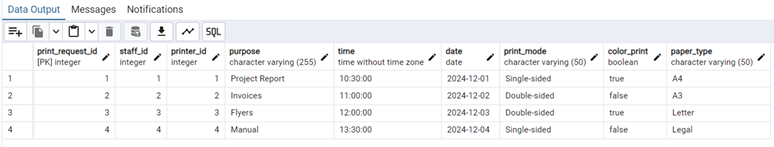 Data Output Messages Notifications
SQL
print_request_id staff_id printer_id purpose time date print_mode color_print paper_type
[PK] integer integer integer character varying (255) time without time zone date character varying (50) boolean character varying (50)
1 1 1 1 Project Report 10:30:00 2024-12-01 Single-sided true A4
2 2 2 2 Invoices 11:00:00 2024-12-02 Double-sided false A3
3 3 3 3 Flyers 12:00:00 2024-12-03 Double-sided true Letter
4 4 4 4 Manual 13:30:00 2024-12-04 Single-sided false Legal